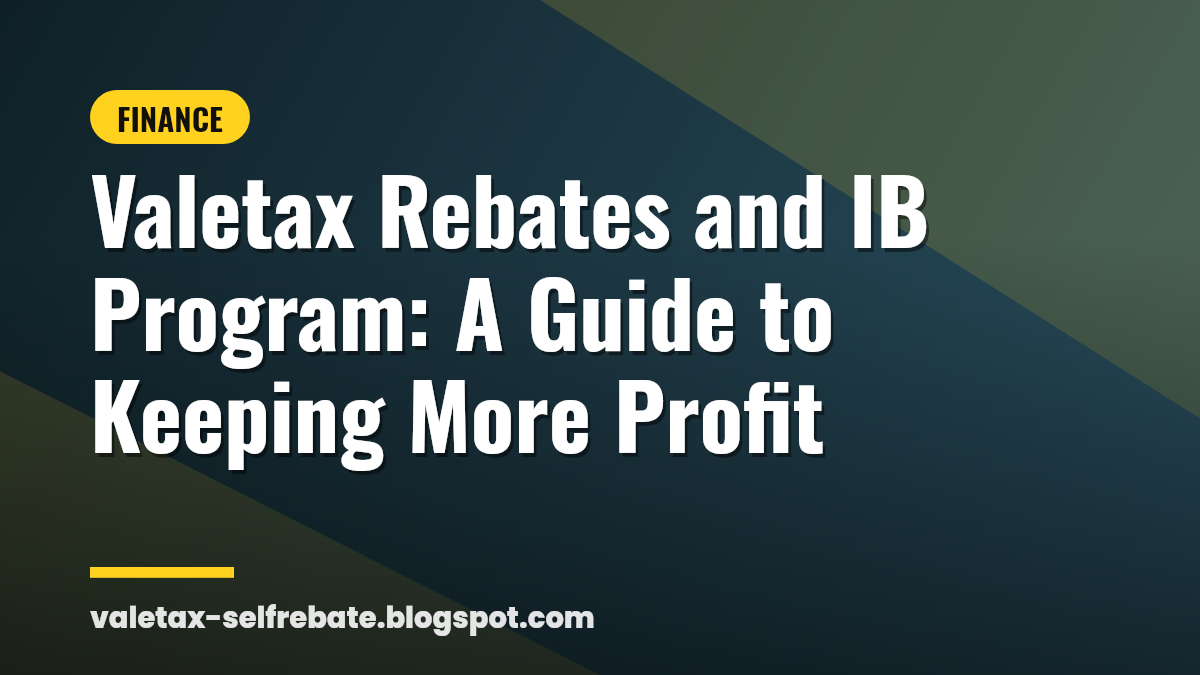 FINANCE
Valetax Rebates and IB
Program: A Guide to
Keeping More Profit
valetax-selfrebate.blogspot.com